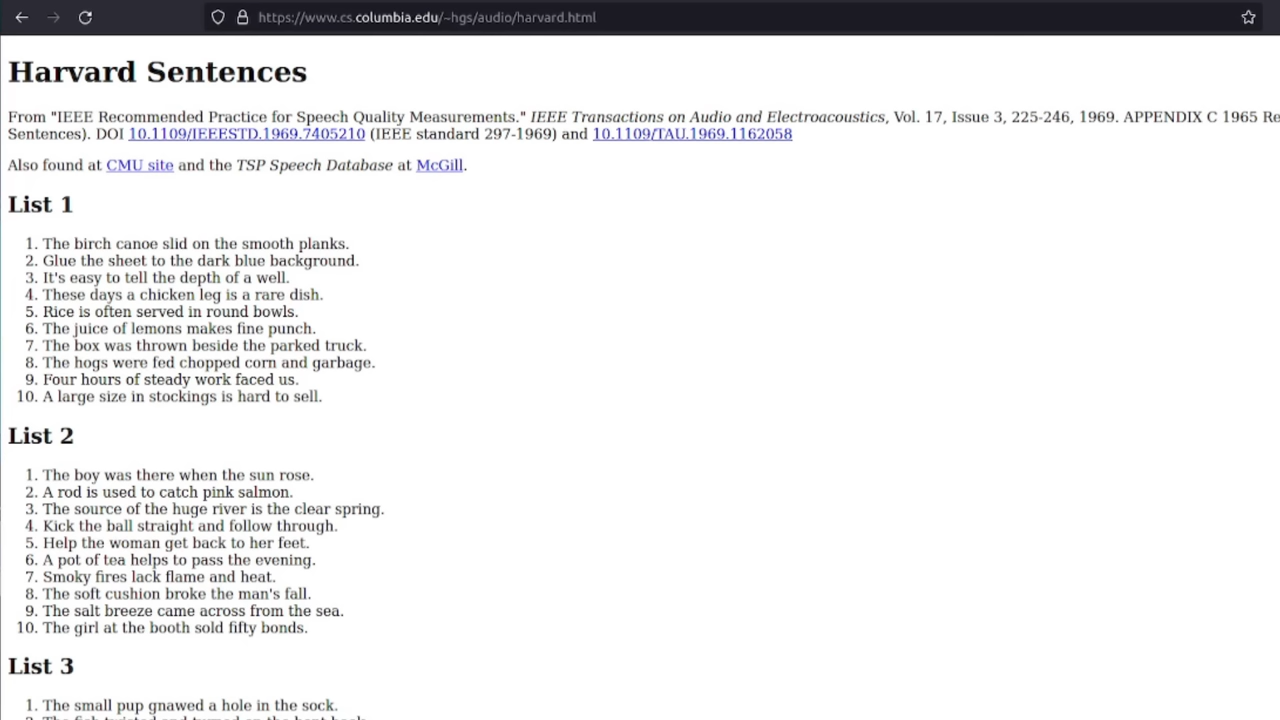 https://www.cs.columbia.edu/~hgs/audio/harvard.html
Harvard Sentences
From "IEEE Recommended Practice for Speech Quality Measurements." IEEE Transactions on Audio and Electroacoustics, Vol. 17, Issue 3, 225-246, 1969. APPENDIX C 1965 Re
Sentences). DOI 10.1109/IEEESTD.1969.7405210 (IEEE standard 297-1969) and 10.1109/TAU.1969.1162058
Also found at CMU site and the TSP Speech Database at McGill.
List 1
1. The birch canoe slid on the smooth planks.
2. Glue the sheet to the dark blue background.
3. It's easy to tell the depth of a well.
4. These days a chicken leg is a rare dish.
5. Rice is often served in round bowls.
6. The juice of lemons makes fine punch.
7. The box was thrown beside the parked truck.
8. The hogs were fed chopped corn and garbage.
9. Four hours of steady work faced us.
10. A large size in stockings is hard to sell.
List 2
1. The boy was there when the sun rose.
2. A rod is used to catch pink salmon.
3. The source of the huge river is the clear spring.
4. Kick the ball straight and follow through.
5. Help the woman get back to her feet.
6. A pot of tea helps to pass the evening.
7. Smoky fires lack flame and heat.
8. The soft cushion broke the man's fall.
9. The salt breeze came across from the sea.
10. The girl at the booth sold fifty bonds.
List 3
1. The small pup gnawed a hole in the sock.